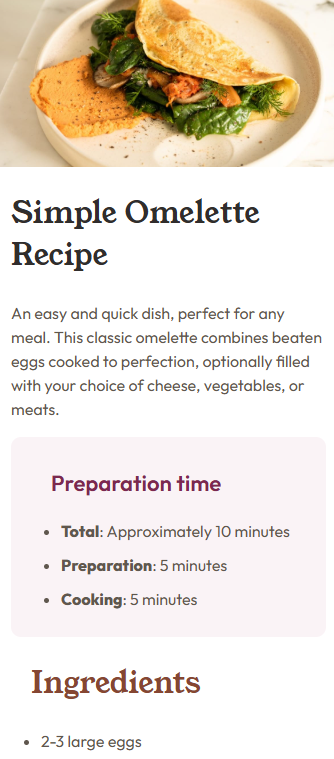 Simple Omelette
Recipe
An easy and quick dish, perfect for any
meal. This classic omelette combines beaten
eggs cooked to perfection, optionally filled
with your choice of cheese, vegetables, or
meats.
Preparation time
• Total: Approximately 10 minutes
• Preparation: 5 minutes
• Cooking: 5 minutes
Ingredients
• 2-3 large eggs